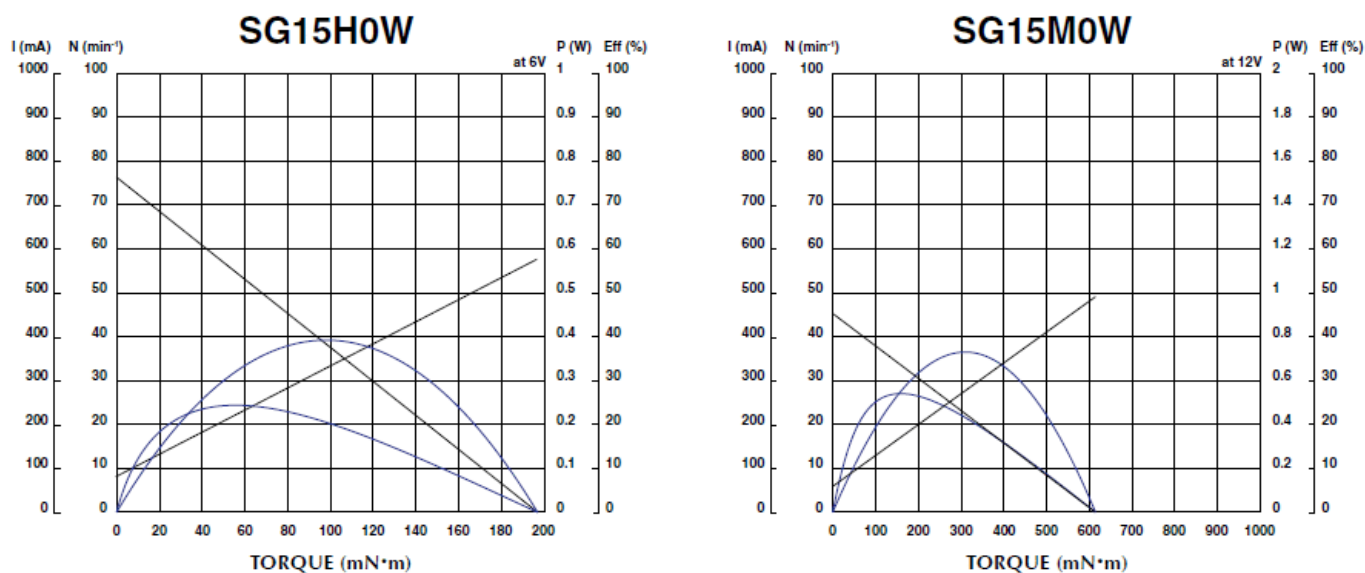 SG15H0W
I (mA) N (min⁻¹) P (W) Eff (%)
at 6V
1000 100 1 100
900 90 0.9 90
800 80 0.8 80
700 70 0.7 70
600 60 0.6 60
500 50 0.5 50
400 40 0.4 40
300 30 0.3 30
200 20 0.2 20
100 10 0.1 10
0 0 0 0
0 20 40 60 80 100 120 140 160 180 200
TORQUE (mN•m)
SG15M0W
I (mA) N (min⁻¹) P (W) Eff (%)
at 12V
1000 100 2 100
900 90 1.8 90
800 80 1.6 80
700 70 1.4 70
600 60 1.2 60
500 50 1 50
400 40 0.8 40
300 30 0.6 30
200 20 0.4 20
100 10 0.2 10
0 0 0 0
0 100 200 300 400 500 600 700 800 900 1000
TORQUE (mN•m)